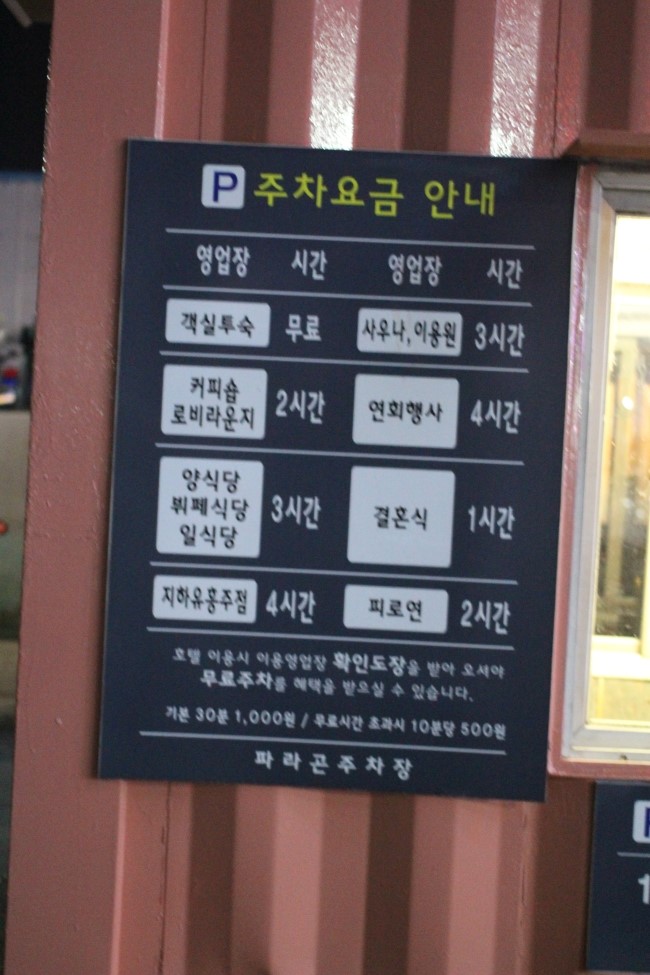 P 주차요금 안내
영업장 시간 영업장 시간
객실투숙 무료 사우나,이용원 3시간
커피숍
로비라운지 2시간 연회행사 4시간
양식당
뷔페식당
일식당 3시간 결혼식 1시간
지하유흥주점 4시간 피로연 2시간
호텔 이용시 이용영업장 확인도장을 받아 오셔야
무료주차를 혜택을 받으실 수 있습니다.
기본 30분 1,000원 / 무료시간 초과시 10분당 500원
파라곤주차장
P
1